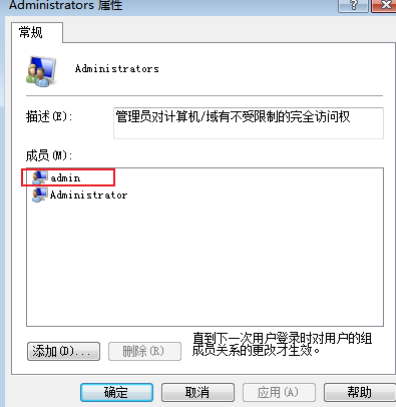 Administrators 属性
常规
Administrators
描述(E):
管理员对计算机/域有不受限制的完全访问权
成员(M):
admin
Administrator
添加(D)...
删除(R)
直到下一次用户登录时对用户的组
成员关系的更改才生效。
确定
取消
应用(A)
帮助